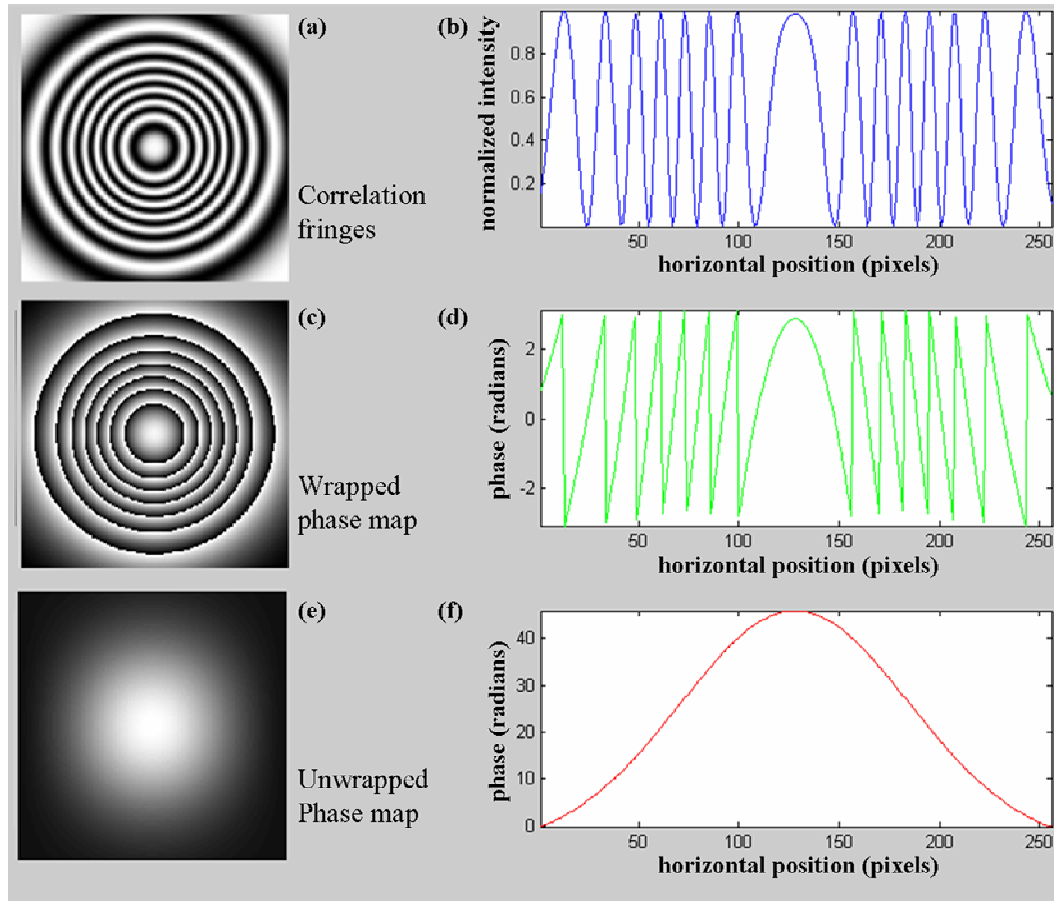 (a)
Correlation
fringes
(b)
normalized intensity
0.8
0.6
0.4
0.2
50
100
150
200
250
horizontal position (pixels)
(c)
Wrapped
phase map
(d)
phase (radians)
2
0
-2
50
100
150
200
250
horizontal position (pixels)
(e)
Unwrapped
Phase map
(f)
phase (radians)
40
30
20
10
0
50
100
150
200
250
horizontal position (pixels)